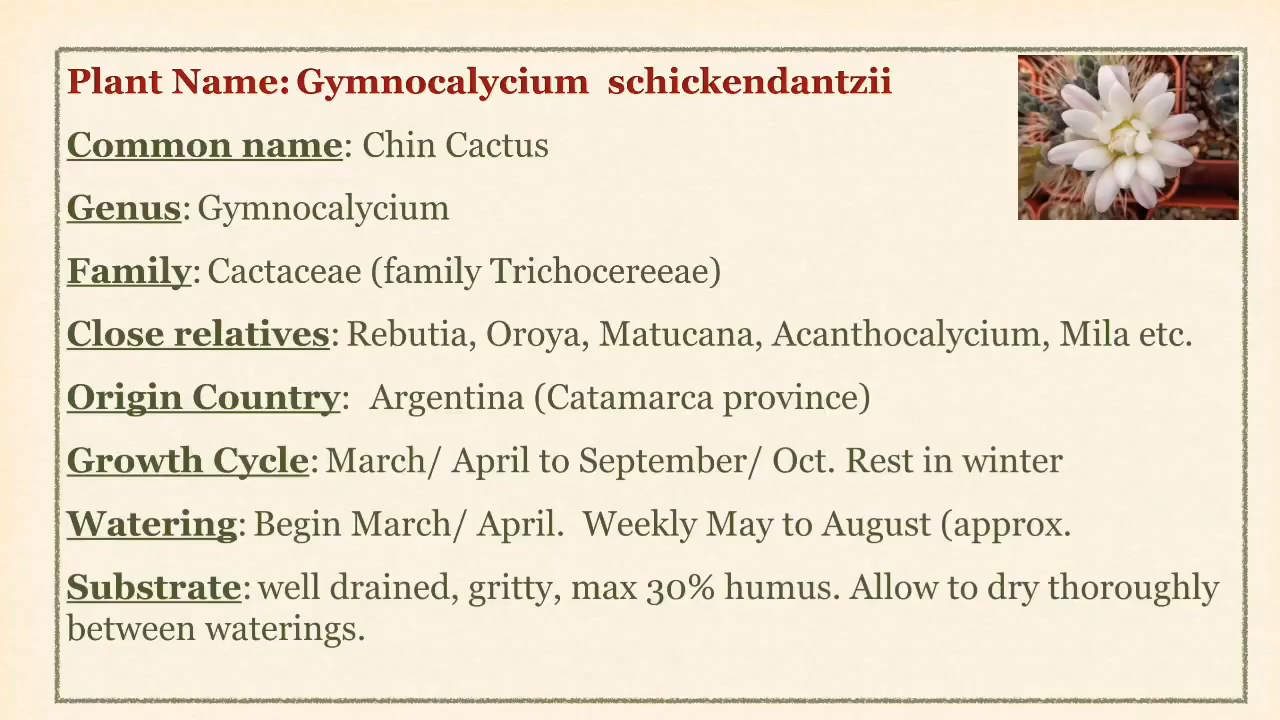 Plant Name: Gymnocalycium schickendantzii
Common name: Chin Cactus
Genus: Gymnocalycium
Family: Cactaceae (family Trichocereeae)
Close relatives: Rebutia, Oroya, Matucana, Acanthocalycium, Mila etc.
Origin Country: Argentina (Catamarca province)
Growth Cycle: March/ April to September/ Oct. Rest in winter
Watering: Begin March/ April. Weekly May to August (approx.
Substrate: well drained, gritty, max 30% humus. Allow to dry thoroughly
between waterings.